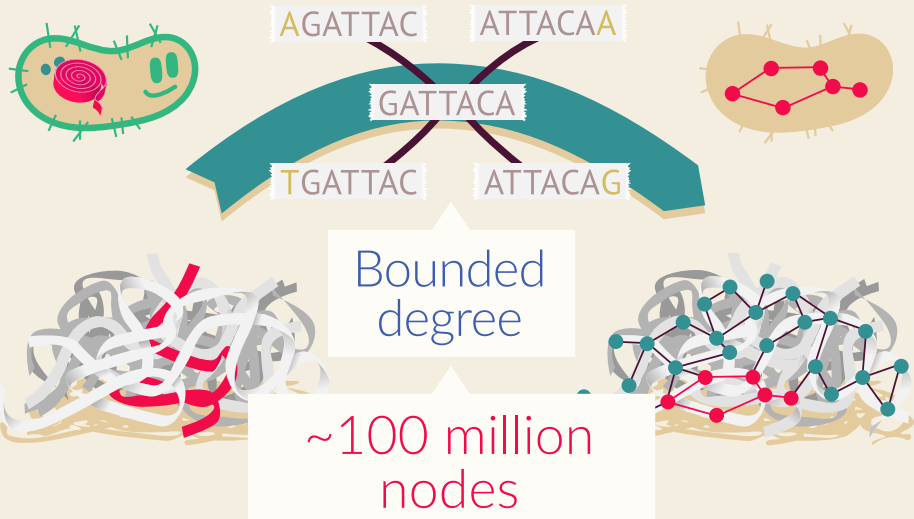 AGATTAC
ATTACAA
GATTACA
TGATTAC
ATTACAG
Bounded
degree
~100 million
nodes